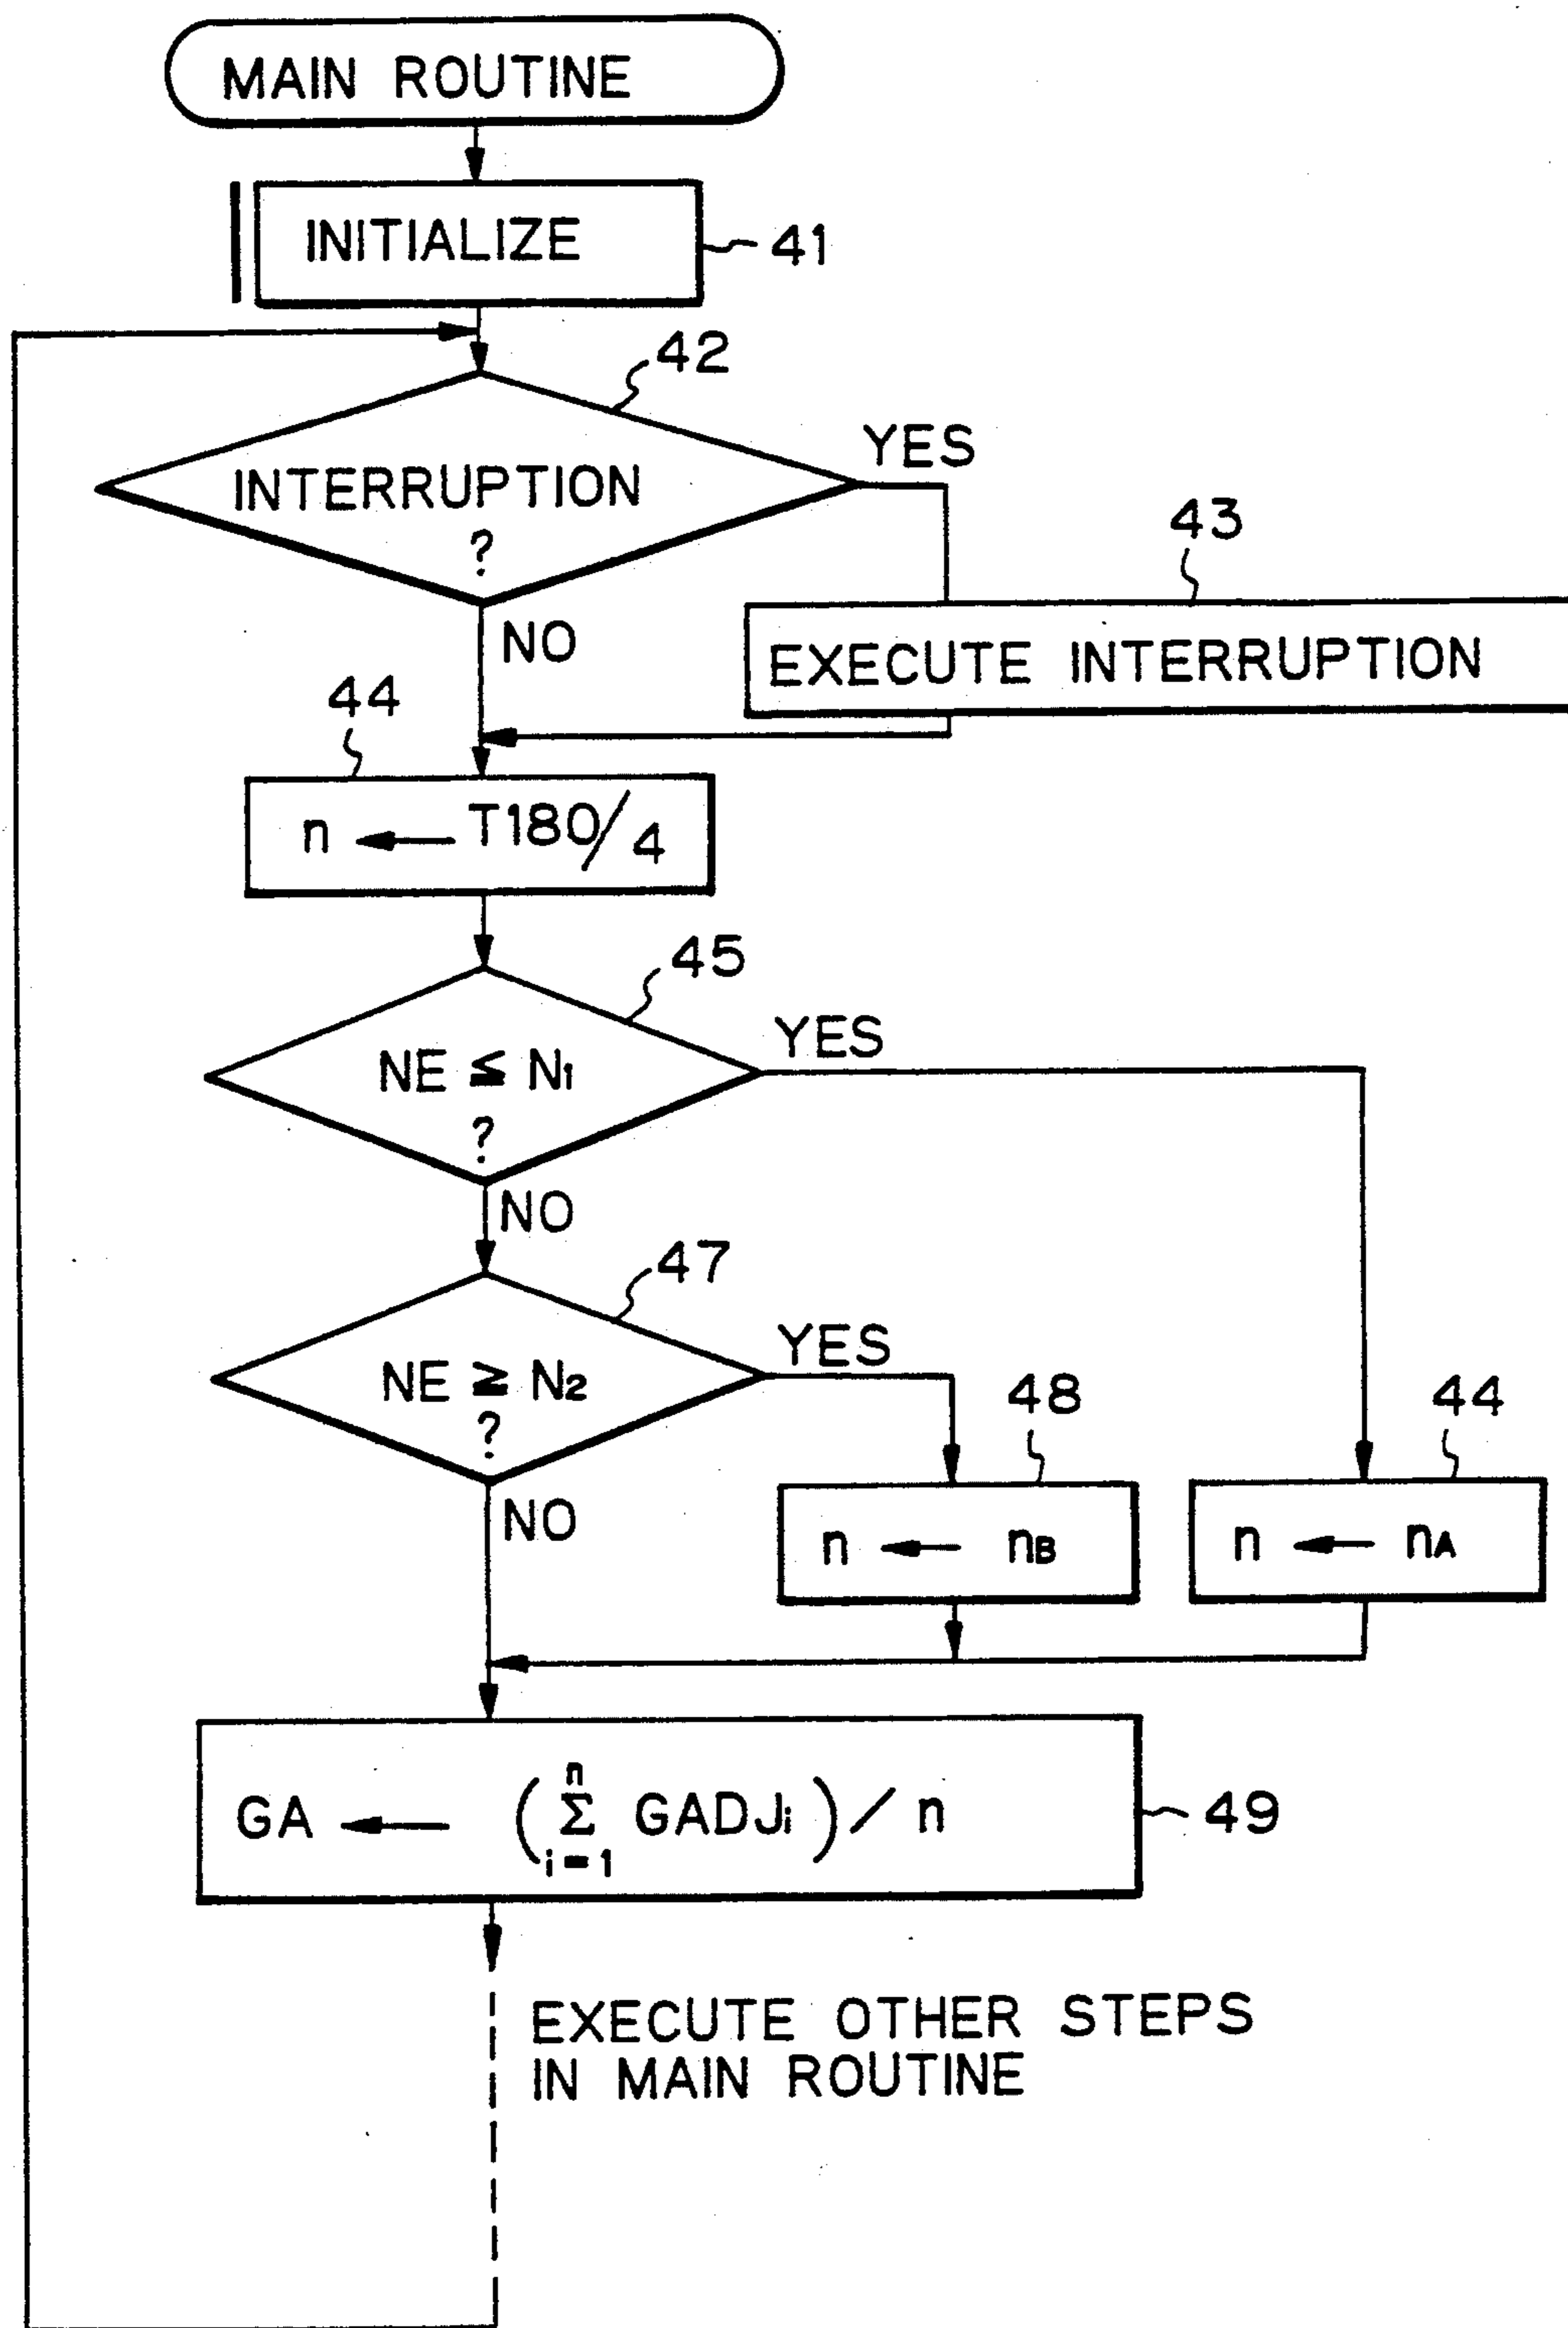 MAIN ROUTINE
INITIALIZE
41
42
INTERRUPTION
?
YES
NO
43
EXECUTE INTERRUPTION
44
n ← T180/4
45
NE ≦ N1
?
YES
NO
47
NE ≧ N2
?
YES
NO
48
n ← nB
44
n ← nA
GA ← (n Σ i=1 GADJi) / n
49
EXECUTE OTHER STEPS
IN MAIN ROUTINE